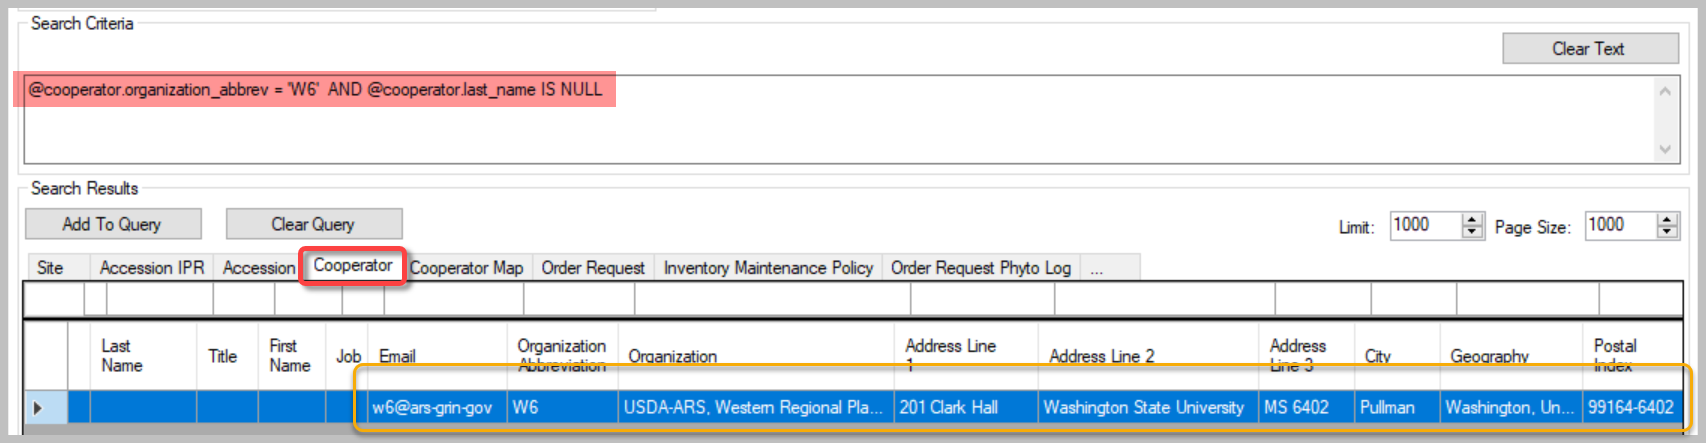 Search Criteria
Clear Text
@cooperator.organization_abbrev = 'W6'  AND @cooperator.last_name IS NULL
Search Results
Add To Query Clear Query
Limit: 1000 Page Size: 1000
Site Accession IPR Accession Cooperator Cooperator Map Order Request Inventory Maintenance Policy Order Request Phyto Log ...
Last Name Title First Name Job Email Organization Abbreviation Organization Address Line 1 Address Line 2 Address Line 3 City Geography Postal Index
w6@ars-grin-gov W6 USDA-ARS, Western Regional Pla... 201 Clark Hall Washington State University MS 6402 Pullman Washington, Un... 99164-6402